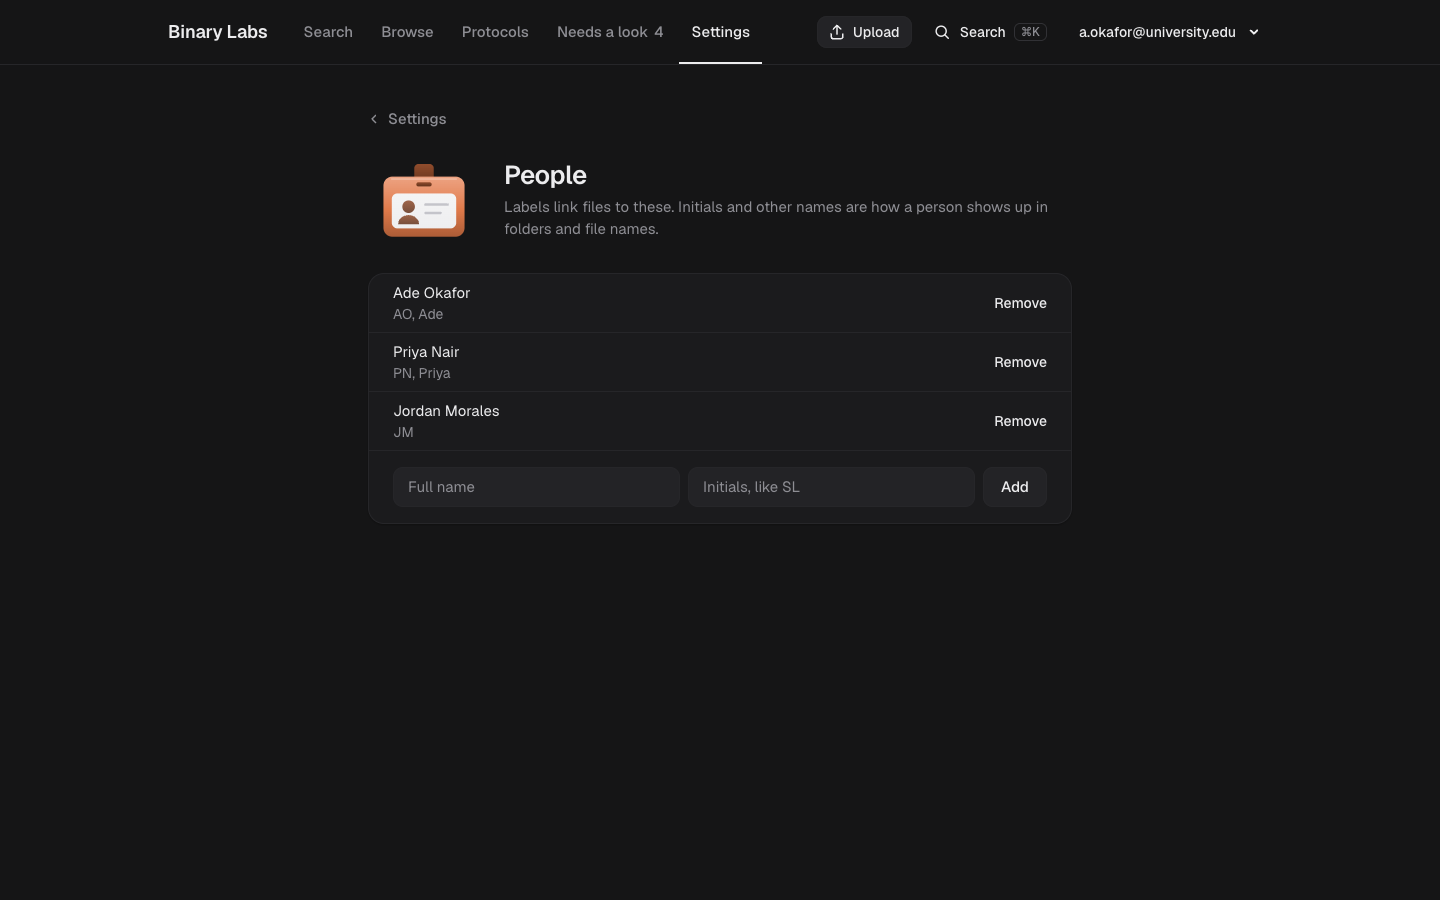 Binary Labs
Search
Browse
Protocols
Needs a look 4
Settings
Upload
Search ⌘K
a.okafor@university.edu
Settings
People
Labels link files to these. Initials and other names are how a person shows up in
folders and file names.
Ade Okafor
AO, Ade
Remove
Priya Nair
PN, Priya
Remove
Jordan Morales
JM
Remove
Full name
Initials, like SL
Add